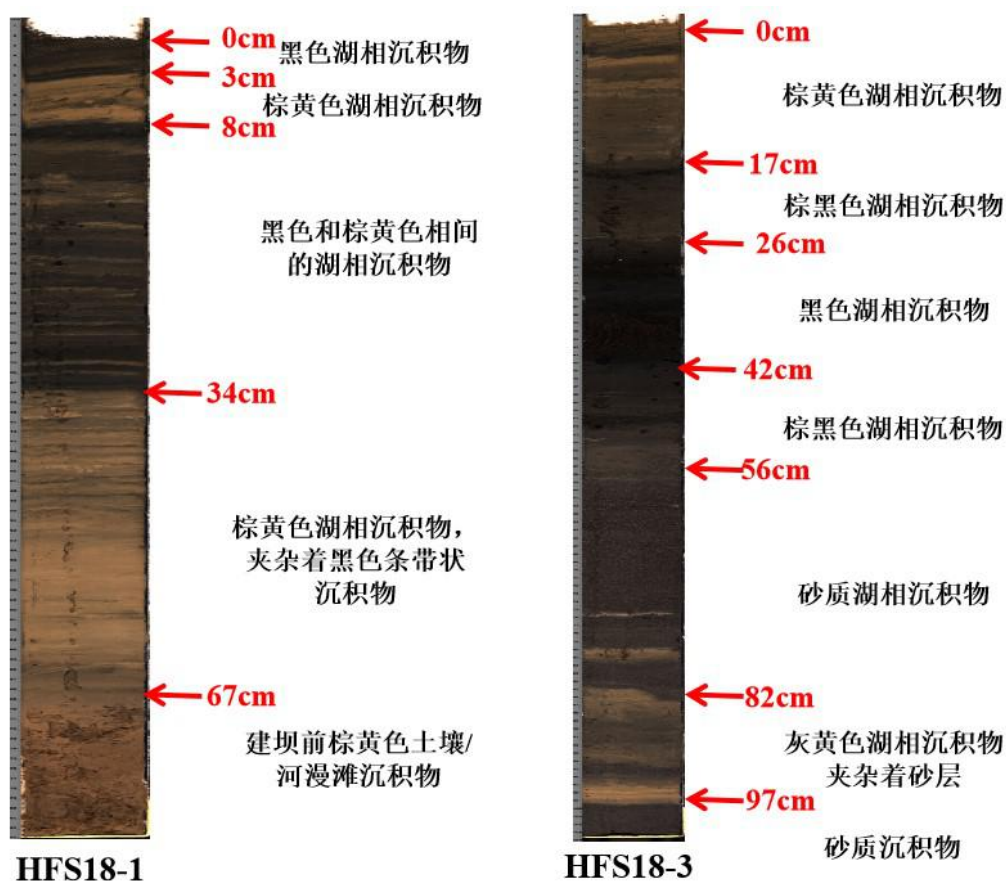 0cm
黑色湖相沉积物
3cm
棕黄色湖相沉积物
8cm
黑色和棕黄色相间
的湖相沉积物
34cm
棕黄色湖相沉积物，
夹杂着黑色条带状
沉积物
67cm
建坝前棕黄色土壤/
河漫滩沉积物
HFS18-1
0cm
棕黄色湖相沉积物
17cm
棕黑色湖相沉积物
26cm
黑色湖相沉积物
42cm
棕黑色湖相沉积物
56cm
砂质湖相沉积物
82cm
灰黄色湖相沉积物
夹杂着砂层
97cm
砂质沉积物
HFS18-3